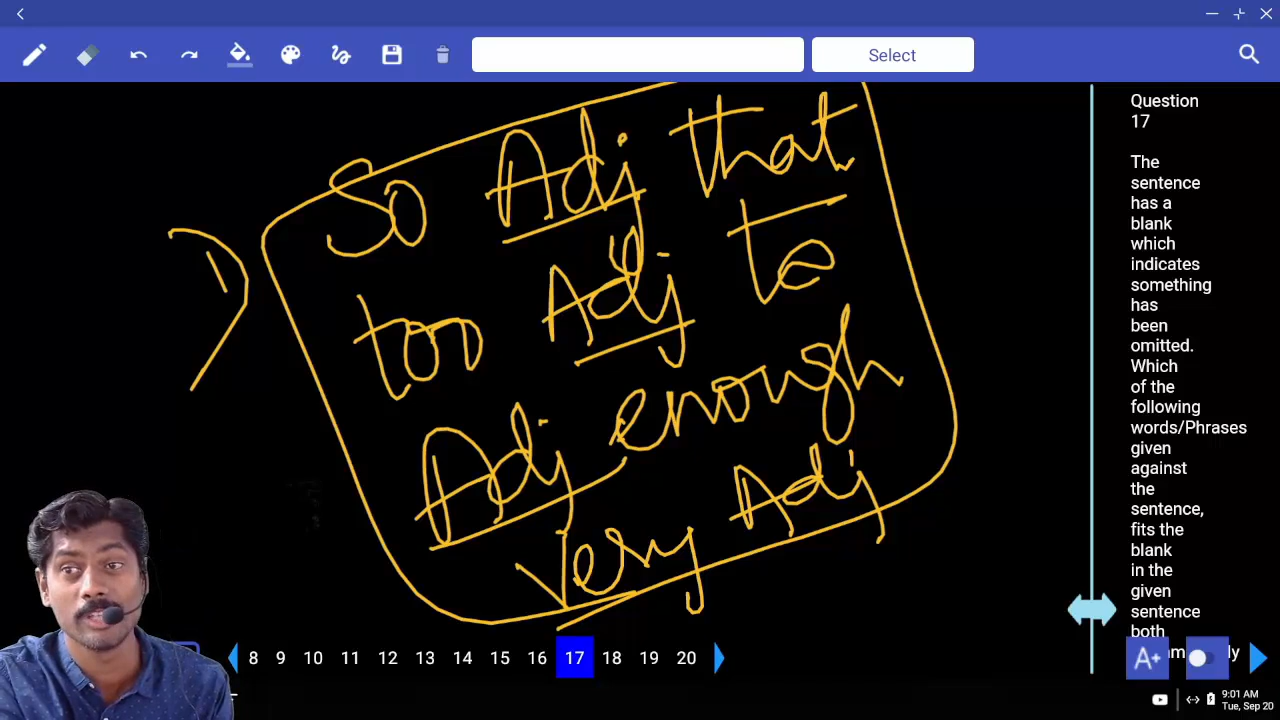 Select
So Adj that
too Adj to
Adj enough
very Adj
Question
17
The
sentence
has a
blank
which
indicates
something
has
been
omitted.
Which
of the
following
words/Phrases
given
against
the
sentence,
fits the
blank
in the
given
sentence
both
A+
8 9 10 11 12 13 14 15 16 17 18 19 20
9:01 AM
Tue, Sep 20